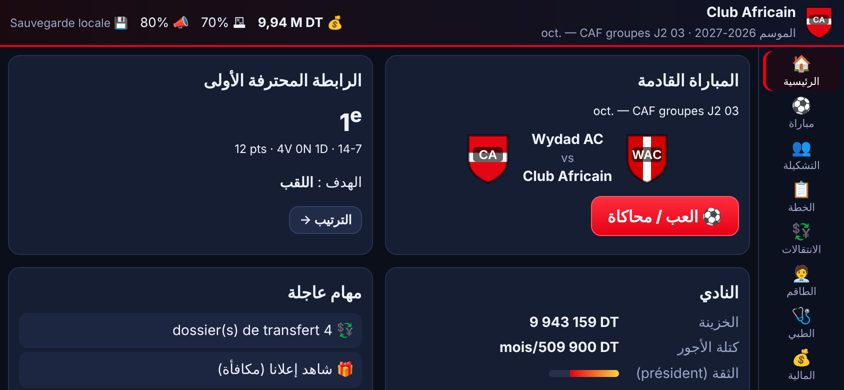 Club Africain
الموسم 2026-2027 · 03 oct. — CAF groupes J2
💰 9,94 M DT
🗳 70%
📣 80%
💾 Sauvegarde locale
CA
🏠 الرئيسية
⚽ مباراة
👥 التشكيلة
📋 الخطة
💱 الانتقالات
🧑‍💼 الطاقم
🩺 الطبي
💰 المالية
المباراة القادمة
03 oct. — CAF groupes J2
WAC
Wydad AC
vs
Club Africain
CA
⚽ العب / محاكاة
الرابطة المحترفة الأولى
1e
12 pts · 4V 0N 1D · 14-7
الهدف : اللقب
الترتيب →
النادي
الخزينة 9 943 159 DT
كتلة الأجور 509 900 DT/mois
الثقة (président)
مهام عاجلة
💱 4 dossier(s) de transfert
🎁 شاهد إعلانا (مكافأة)